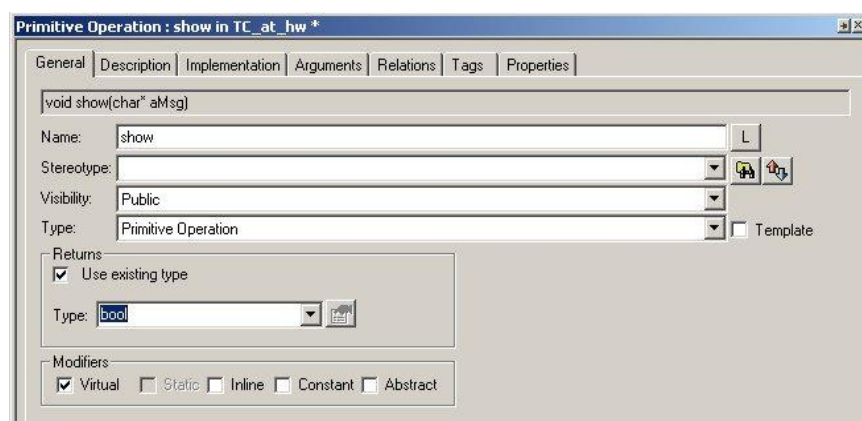 Primitive Operation : show in TC_at_hw *
General Description Implementation Arguments Relations Tags Properties
void show(char* aMsg)
Name: show L
Stereotype:
Visibility: Public
Type: Primitive Operation Template
Returns
Use existing type
Type: bool
Modifiers
Virtual Static Inline Constant Abstract